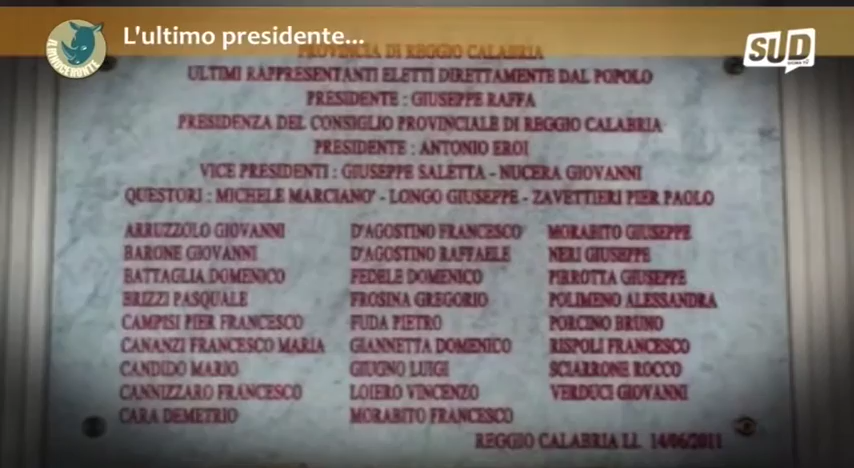 L'ultimo presidente...
IL RINOCERONTE
SUD
PROVINCIA DI REGGIO CALABRIA
ULTIMI RAPPRESENTANTI ELETTI DIRETTAMENTE DAL POPOLO
PRESIDENTE : GIUSEPPE RAFFA
PRESIDENZA DEL CONSIGLIO PROVINCIALE DI REGGIO CALABRIA
PRESIDENTE : ANTONIO EROI
VICE PRESIDENTI : GIUSEPPE SALETTA - NUCERA GIOVANNI
QUESTORI : MICHELE MARCIANO' - LONGO GIUSEPPE - ZAVETTIERI PIER PAOLO
ARRUZZOLO GIOVANNI
BARONE GIOVANNI
BATTAGLIA DOMENICO
BRIZZI PASQUALE
CAMPISI PIER FRANCESCO
CANANZI FRANCESCO MARIA
CANDIDO MARIO
CANNIZZARO FRANCESCO
CARA DEMETRIO
D'AGOSTINO FRANCESCO
D'AGOSTINO RAFFAELE
FEDELE DOMENICO
FROSINA GREGORIO
FUDA PIETRO
GIANNETTA DOMENICO
GIUGNO LUIGI
LOIERO VINCENZO
MORABITO FRANCESCO
MORABITO GIUSEPPE
NERI GIUSEPPE
PIRROTTA GIUSEPPE
POLIMENO ALESSANDRA
PORCINO BRUNO
RISPOLI FRANCESCO
SCIARRONE ROCCO
VERDUCI GIOVANNI
REGGIO CALABRIA LI. 14/06/2011